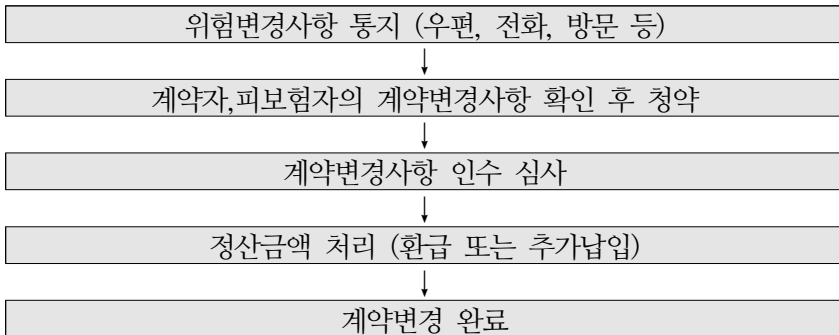 위험변경사항 통지 (우편, 전화, 방문 등)
계약자,피보험자의 계약변경사항 확인 후 청약
계약변경사항 인수 심사
정산금액 처리 (환급 또는 추가납입)
계약변경 완료